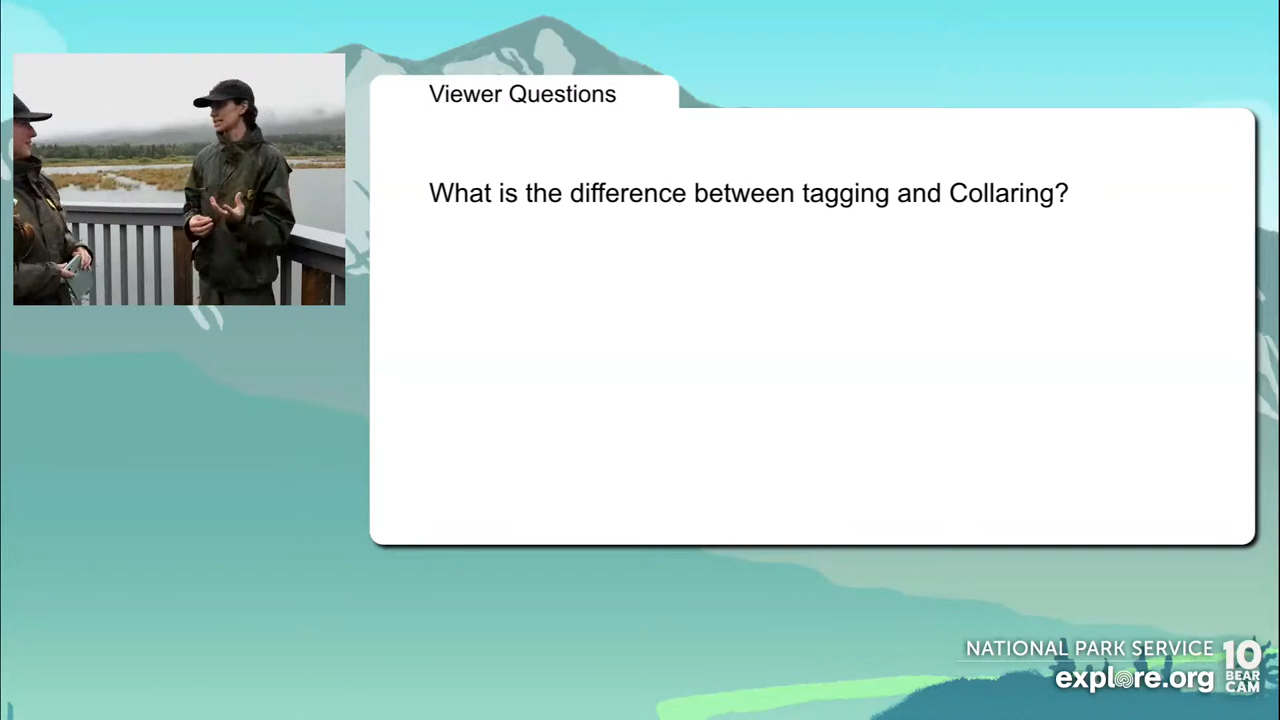 Viewer Questions
What is the difference between tagging and Collaring?
NATIONAL PARK SERVICE
explore.org
10
BEAR
CAM